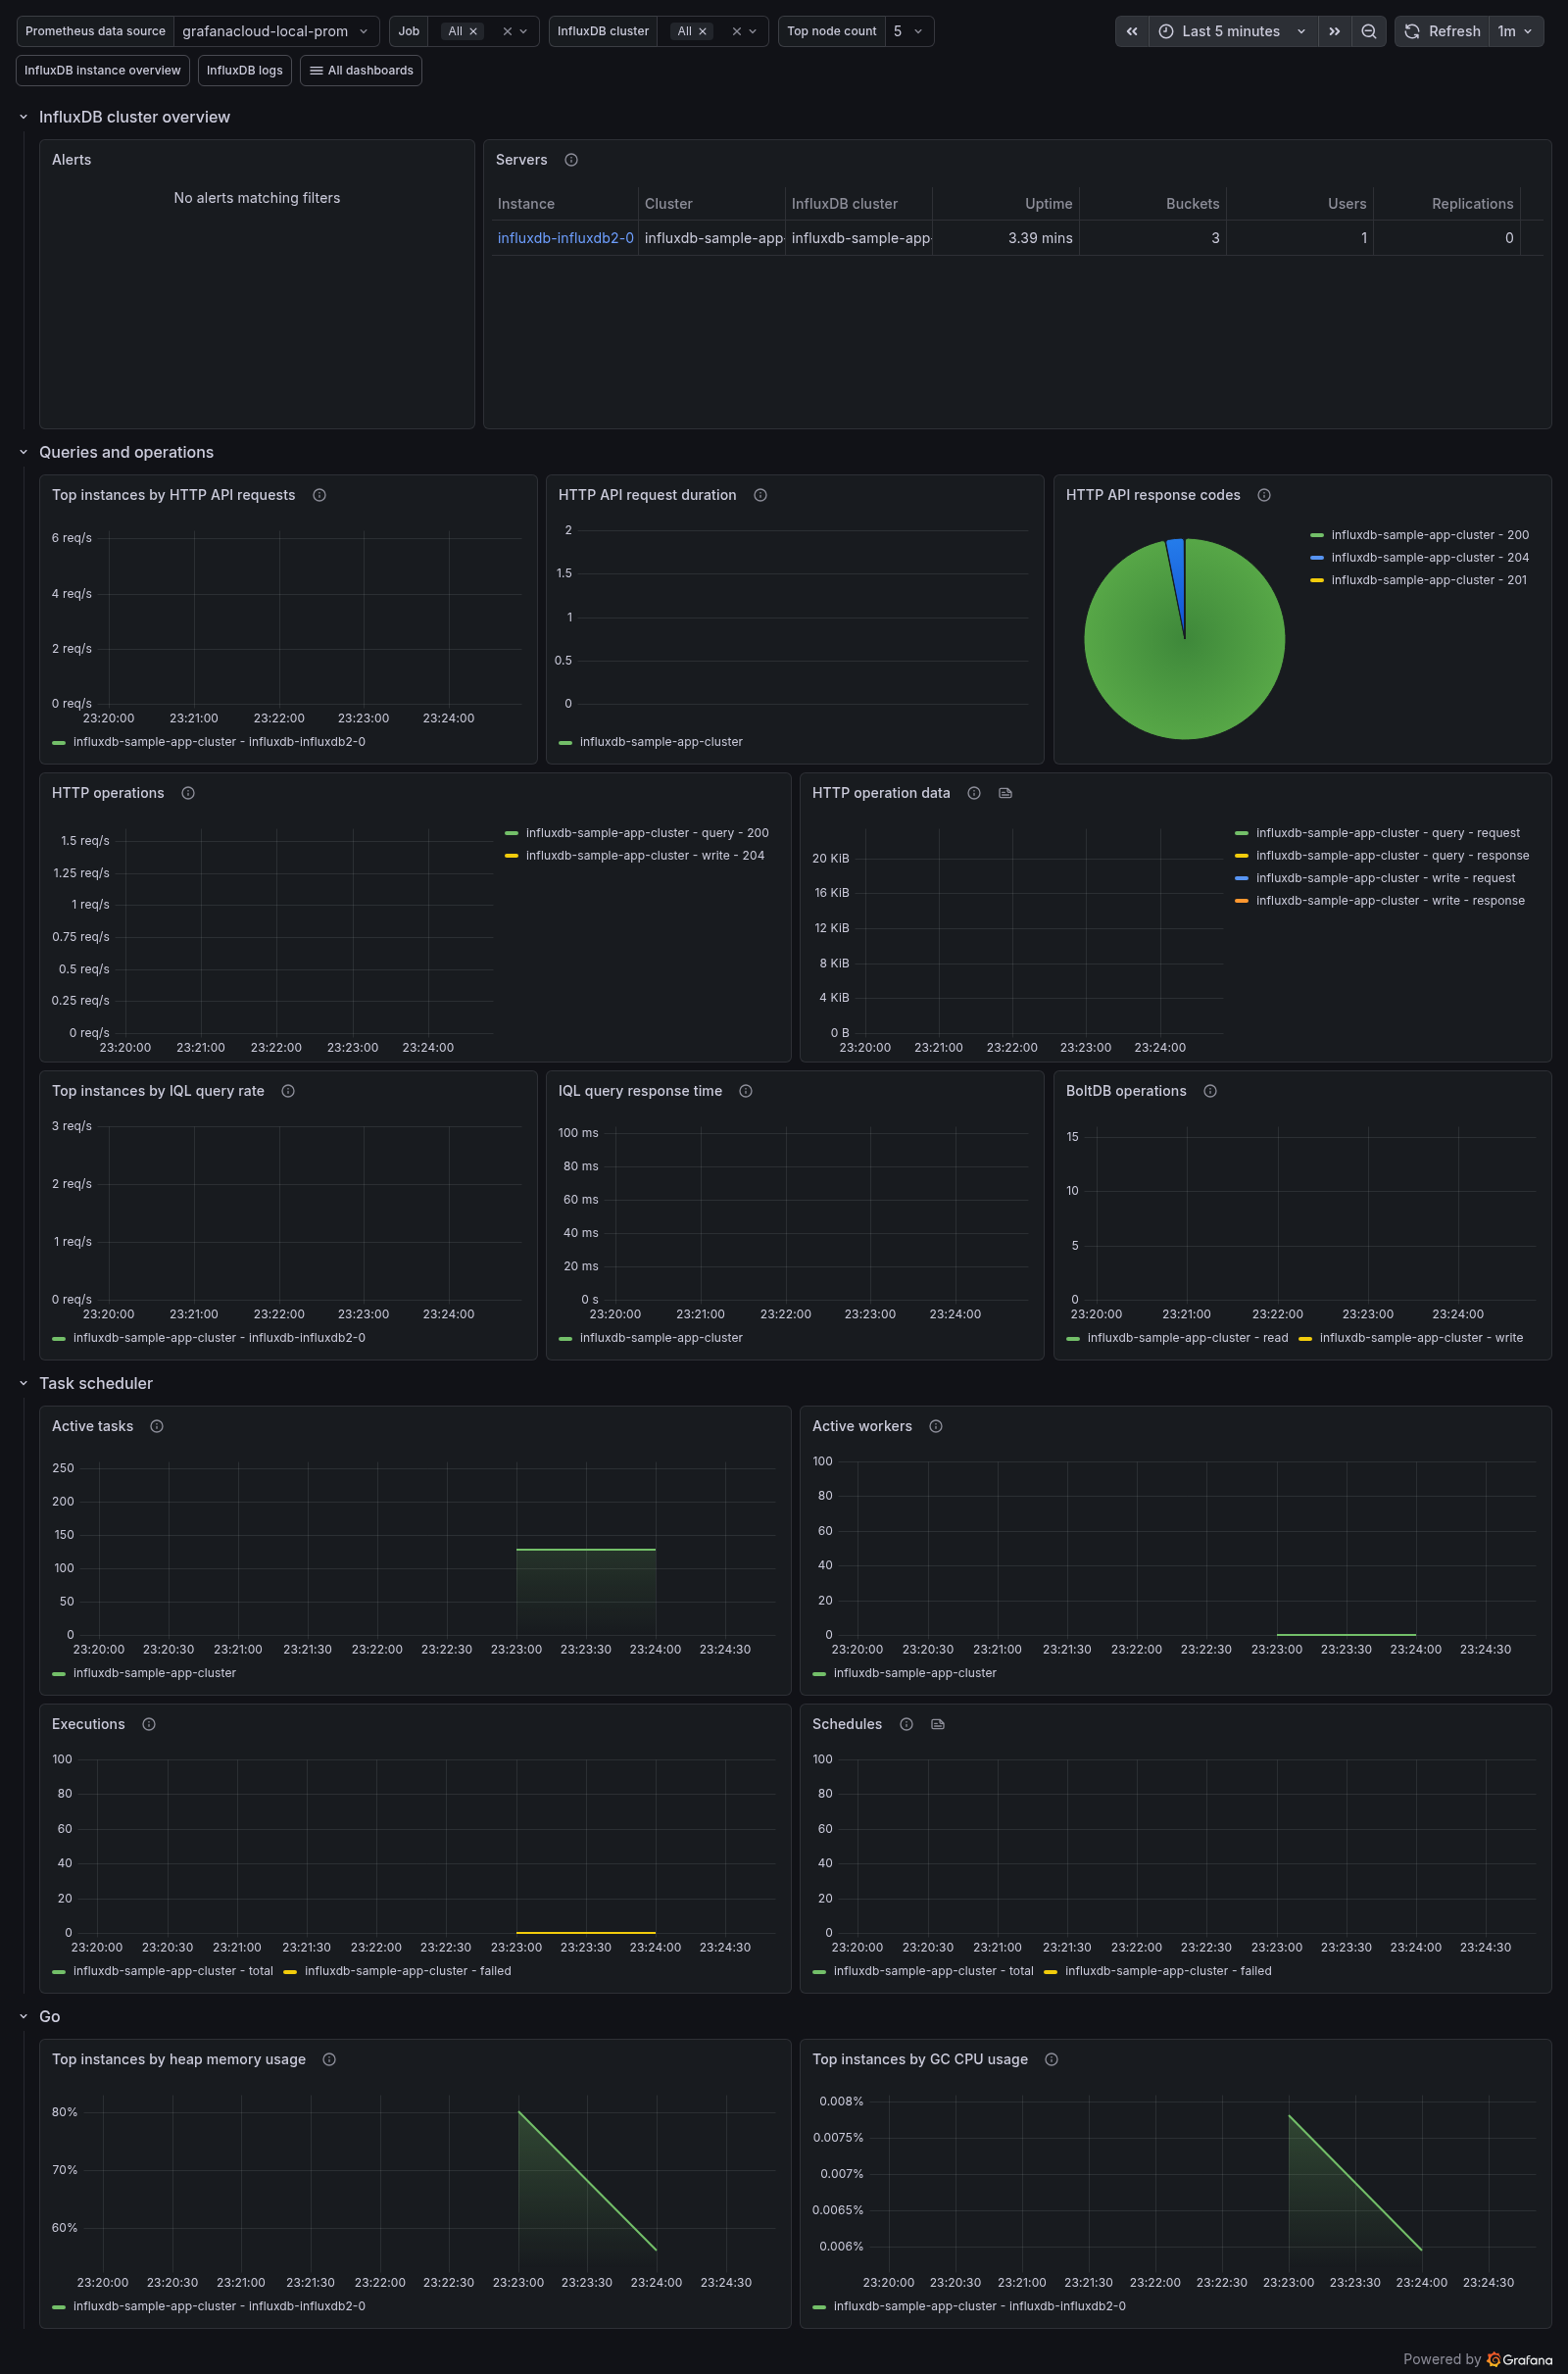 Prometheus data source grafanacloud-local-prom Job All InfluxDB cluster All Top node count 5 Last 5 minutes Refresh 1m
InfluxDB instance overview InfluxDB logs All dashboards
InfluxDB cluster overview
Alerts
No alerts matching filters
Servers
Instance Cluster InfluxDB cluster Uptime Buckets Users Replications
influxdb-influxdb2-0 influxdb-sample-app- influxdb-sample-app- 3.39 mins 3 1 0
Queries and operations
Top instances by HTTP API requests
6 req/s
4 req/s
2 req/s
0 req/s
23:20:00 23:21:00 23:22:00 23:23:00 23:24:00
influxdb-sample-app-cluster - influxdb-influxdb2-0
HTTP API request duration
2
1.5
1
0.5
0
influxdb-sample-app-cluster
HTTP API response codes
influxdb-sample-app-cluster - 200
influxdb-sample-app-cluster - 204
influxdb-sample-app-cluster - 201
HTTP operations
1.5 req/s
1.25 req/s
1 req/s
0.75 req/s
0.5 req/s
0.25 req/s
0 req/s
23:20:00 23:21:00 23:22:00 23:23:00 23:24:00
influxdb-sample-app-cluster - query - 200
influxdb-sample-app-cluster - write - 204
HTTP operation data
20 KiB
16 KiB
12 KiB
8 KiB
4 KiB
0 B
23:20:00 23:21:00 23:22:00 23:23:00 23:24:00
influxdb-sample-app-cluster - query - request
influxdb-sample-app-cluster - query - response
influxdb-sample-app-cluster - write - request
influxdb-sample-app-cluster - write - response
Top instances by IQL query rate
3 req/s
2 req/s
1 req/s
0 req/s
23:20:00 23:21:00 23:22:00 23:23:00 23:24:00
influxdb-sample-app-cluster - influxdb-influxdb2-0
IQL query response time
100 ms
80 ms
60 ms
40 ms
20 ms
0 s
23:20:00 23:21:00 23:22:00 23:23:00 23:24:00
influxdb-sample-app-cluster
BoltDB operations
15
10
5
0
23:20:00 23:21:00 23:22:00 23:23:00 23:24:00
influxdb-sample-app-cluster - read influxdb-sample-app-cluster - write
Task scheduler
Active tasks
250
200
150
100
50
0
23:20:00 23:20:30 23:21:00 23:21:30 23:22:00 23:22:30 23:23:00 23:23:30 23:24:00 23:24:30
influxdb-sample-app-cluster
Active workers
100
80
60
40
20
0
23:20:00 23:20:30 23:21:00 23:21:30 23:22:00 23:22:30 23:23:00 23:23:30 23:24:00 23:24:30
influxdb-sample-app-cluster
Executions
100
80
60
40
20
0
23:20:00 23:20:30 23:21:00 23:21:30 23:22:00 23:22:30 23:23:00 23:23:30 23:24:00 23:24:30
influxdb-sample-app-cluster - total influxdb-sample-app-cluster - failed
Schedules
100
80
60
40
20
0
23:20:00 23:20:30 23:21:00 23:21:30 23:22:00 23:22:30 23:23:00 23:23:30 23:24:00 23:24:30
influxdb-sample-app-cluster - total influxdb-sample-app-cluster - failed
Go
Top instances by heap memory usage
80%
70%
60%
23:20:00 23:20:30 23:21:00 23:21:30 23:22:00 23:22:30 23:23:00 23:23:30 23:24:00 23:24:30
influxdb-sample-app-cluster - influxdb-influxdb2-0
Top instances by GC CPU usage
0.008%
0.0075%
0.007%
0.0065%
0.006%
23:20:00 23:20:30 23:21:00 23:21:30 23:22:00 23:22:30 23:23:00 23:23:30 23:24:00 23:24:30
influxdb-sample-app-cluster - influxdb-influxdb2-0
Powered by Grafana